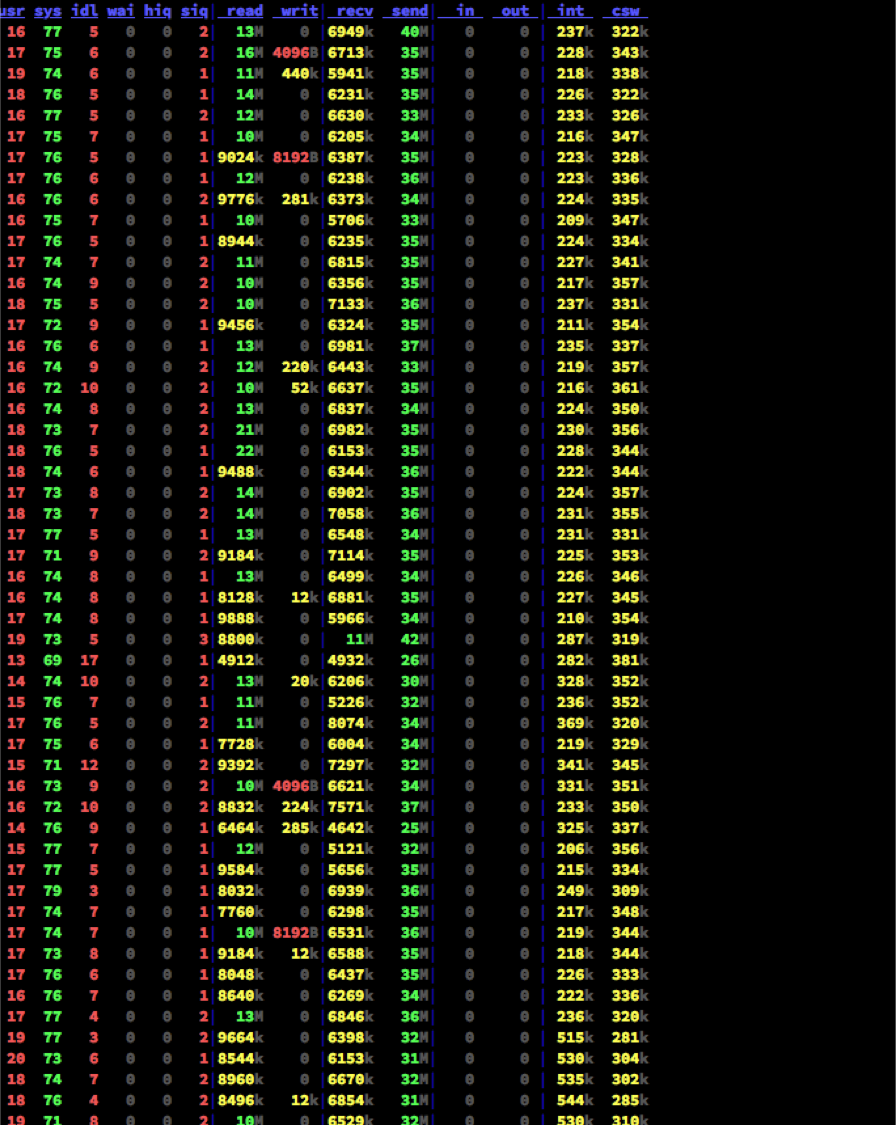 usr sys idl wai hiq siq| read writ| recv send| in out | int csw
16 77 5 0 0 2| 13M 0 |6949k 40M| 0 0 | 237k 322k
17 75 6 0 0 2| 16M 4096B|6713k 35M| 0 0 | 228k 343k
19 74 6 0 0 1| 11M 440k|5941k 35M| 0 0 | 218k 338k
18 76 5 0 0 1| 14M 0 |6231k 35M| 0 0 | 226k 322k
16 77 5 0 0 2| 12M 0 |6630k 33M| 0 0 | 233k 326k
17 75 7 0 0 1| 10M 0 |6205k 34M| 0 0 | 216k 347k
17 76 5 0 0 1|9024k 8192B|6387k 35M| 0 0 | 223k 328k
17 76 6 0 0 1| 12M 0 |6238k 36M| 0 0 | 223k 336k
16 76 6 0 0 2|9776k 281k|6373k 34M| 0 0 | 224k 335k
16 75 7 0 0 1| 10M 0 |5706k 33M| 0 0 | 209k 347k
17 76 5 0 0 1|8944k 0 |6235k 35M| 0 0 | 224k 334k
17 74 7 0 0 2| 11M 0 |6815k 35M| 0 0 | 227k 341k
16 74 9 0 0 2| 10M 0 |6356k 35M| 0 0 | 217k 357k
18 75 5 0 0 2| 10M 0 |7133k 36M| 0 0 | 237k 331k
17 72 9 0 0 1|9456k 0 |6324k 35M| 0 0 | 211k 354k
16 76 6 0 0 1| 13M 0 |6981k 37M| 0 0 | 235k 337k
16 74 9 0 0 2| 12M 220k|6443k 33M| 0 0 | 219k 357k
16 72 10 0 0 2| 10M 52k|6637k 35M| 0 0 | 216k 361k
16 74 8 0 0 2| 13M 0 |6837k 34M| 0 0 | 224k 350k
18 73 7 0 0 2| 21M 0 |6982k 35M| 0 0 | 230k 356k
18 76 5 0 0 1| 22M 0 |6153k 35M| 0 0 | 228k 344k
18 74 6 0 0 1|9488k 0 |6344k 36M| 0 0 | 222k 344k
17 73 8 0 0 2| 14M 0 |6902k 35M| 0 0 | 224k 357k
18 73 7 0 0 2| 14M 0 |7058k 36M| 0 0 | 231k 355k
17 77 5 0 0 1| 13M 0 |6548k 34M| 0 0 | 231k 331k
17 71 9 0 0 2|9184k 0 |7114k 35M| 0 0 | 225k 353k
16 74 8 0 0 1| 13M 0 |6499k 34M| 0 0 | 226k 346k
16 74 8 0 0 1|8128k 12k|6881k 35M| 0 0 | 227k 345k
17 74 8 0 0 1|9888k 0 |5966k 34M| 0 0 | 210k 354k
19 73 5 0 0 3|8800k 0 | 11M 42M| 0 0 | 287k 319k
13 69 17 0 0 1|4912k 0 |4932k 26M| 0 0 | 282k 381k
14 74 10 0 0 2| 13M 20k|6206k 30M| 0 0 | 328k 352k
15 76 7 0 0 1| 11M 0 |5226k 32M| 0 0 | 236k 352k
17 76 5 0 0 2| 11M 0 |8074k 34M| 0 0 | 369k 320k
17 75 6 0 0 1|7728k 0 |6004k 34M| 0 0 | 219k 329k
15 71 12 0 0 2|9392k 0 |7297k 32M| 0 0 | 341k 345k
16 73 9 0 0 2| 10M 4096B|6621k 34M| 0 0 | 331k 351k
16 72 10 0 0 2|8832k 224k|7571k 37M| 0 0 | 233k 350k
14 76 9 0 0 1|6464k 285k|4642k 25M| 0 0 | 325k 337k
15 77 7 0 0 1| 12M 0 |5121k 32M| 0 0 | 206k 356k
17 77 5 0 0 1|9584k 0 |5656k 35M| 0 0 | 215k 334k
17 79 3 0 0 1|8032k 0 |6939k 36M| 0 0 | 249k 309k
17 74 7 0 0 1|7760k 0 |6298k 35M| 0 0 | 217k 348k
17 74 7 0 0 1| 10M 8192B|6531k 36M| 0 0 | 219k 344k
17 73 8 0 0 1|9184k 12k|6588k 35M| 0 0 | 218k 344k
17 76 6 0 0 1|8048k 0 |6437k 35M| 0 0 | 226k 333k
16 76 7 0 0 1|8640k 0 |6269k 34M| 0 0 | 222k 336k
17 77 4 0 0 2| 13M 0 |6846k 36M| 0 0 | 236k 320k
19 77 3 0 0 2|9664k 0 |6398k 32M| 0 0 | 515k 281k
20 73 6 0 0 1|8544k 0 |6153k 31M| 0 0 | 530k 304k
18 74 7 0 0 2|8960k 0 |6670k 32M| 0 0 | 535k 302k
18 76 4 0 0 2|8496k 12k|6854k 31M| 0 0 | 544k 285k
19 71 8 0 0 2| 10M 0 |6529k 32M| 0 0 | 530k 310k